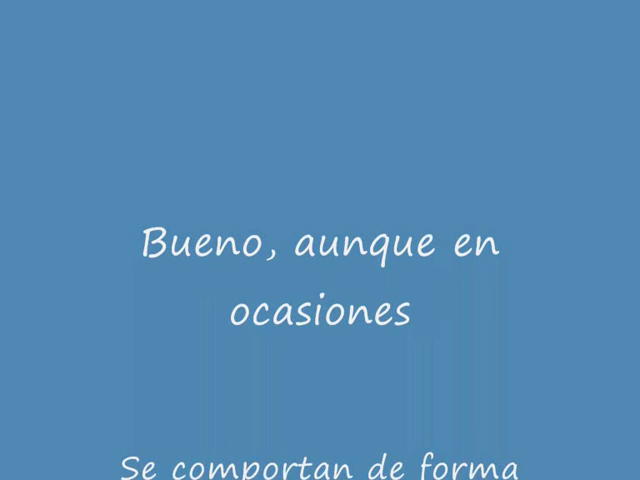 Bueno, aunque en
ocasiones
Se comportan de forma